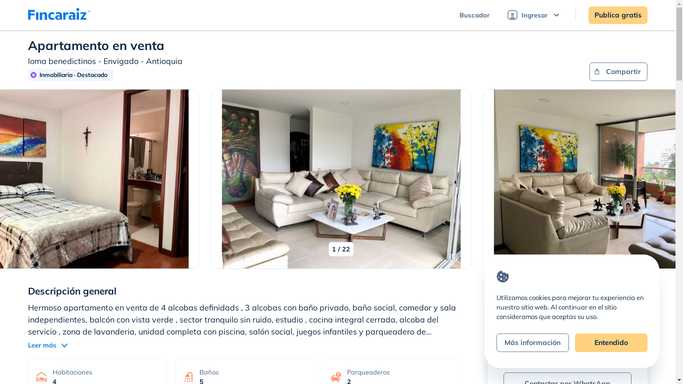 Fincaraiz
Buscador
Ingresar
Publica gratis
Apartamento en venta
loma benedictinos - Envigado - Antioquia
Inmobiliaria - Destacado
Compartir
1 / 22
Descripción general
Hermoso apartamento en venta de 4 alcobas definidads , 3 alcobas con baño privado, baño social, comedor y sala
independientes, balcón con vista verde , sector tranquilo sin ruido, estudio , cocina integral cerrada, alcoba del
servicio , zona de lavanderia, unidad completa con piscina, salón social, juegos infantiles y parqueadero de...
Leer más
Habitaciones
4
Baños
5
Parqueaderos
2
Utilizamos cookies para mejorar tu experiencia en
nuestro sitio web. Al continuar en el sitio
consideramos que aceptas su uso.
Más información
Entendido
Contactar por WhatsApp